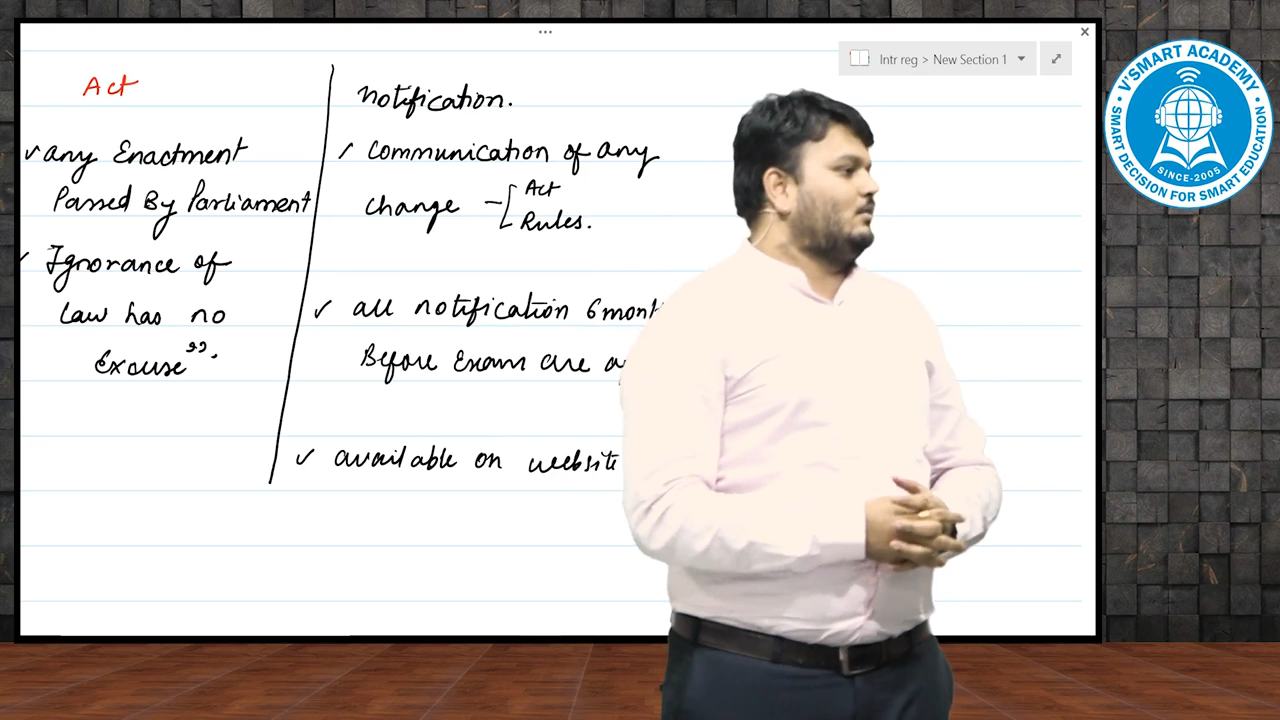 Act
any Enactment
Passed By Parliament
Ignorance of
Law has no
Excuse”.
notification.
Communication of any
change - Act
Rules.
all notification 6 mont
Before Exam are
available on website
Intr reg > New Section 1
V'SMART ACADEMY
SINCE-2005
SMART DECISION FOR SMART EDUCATION